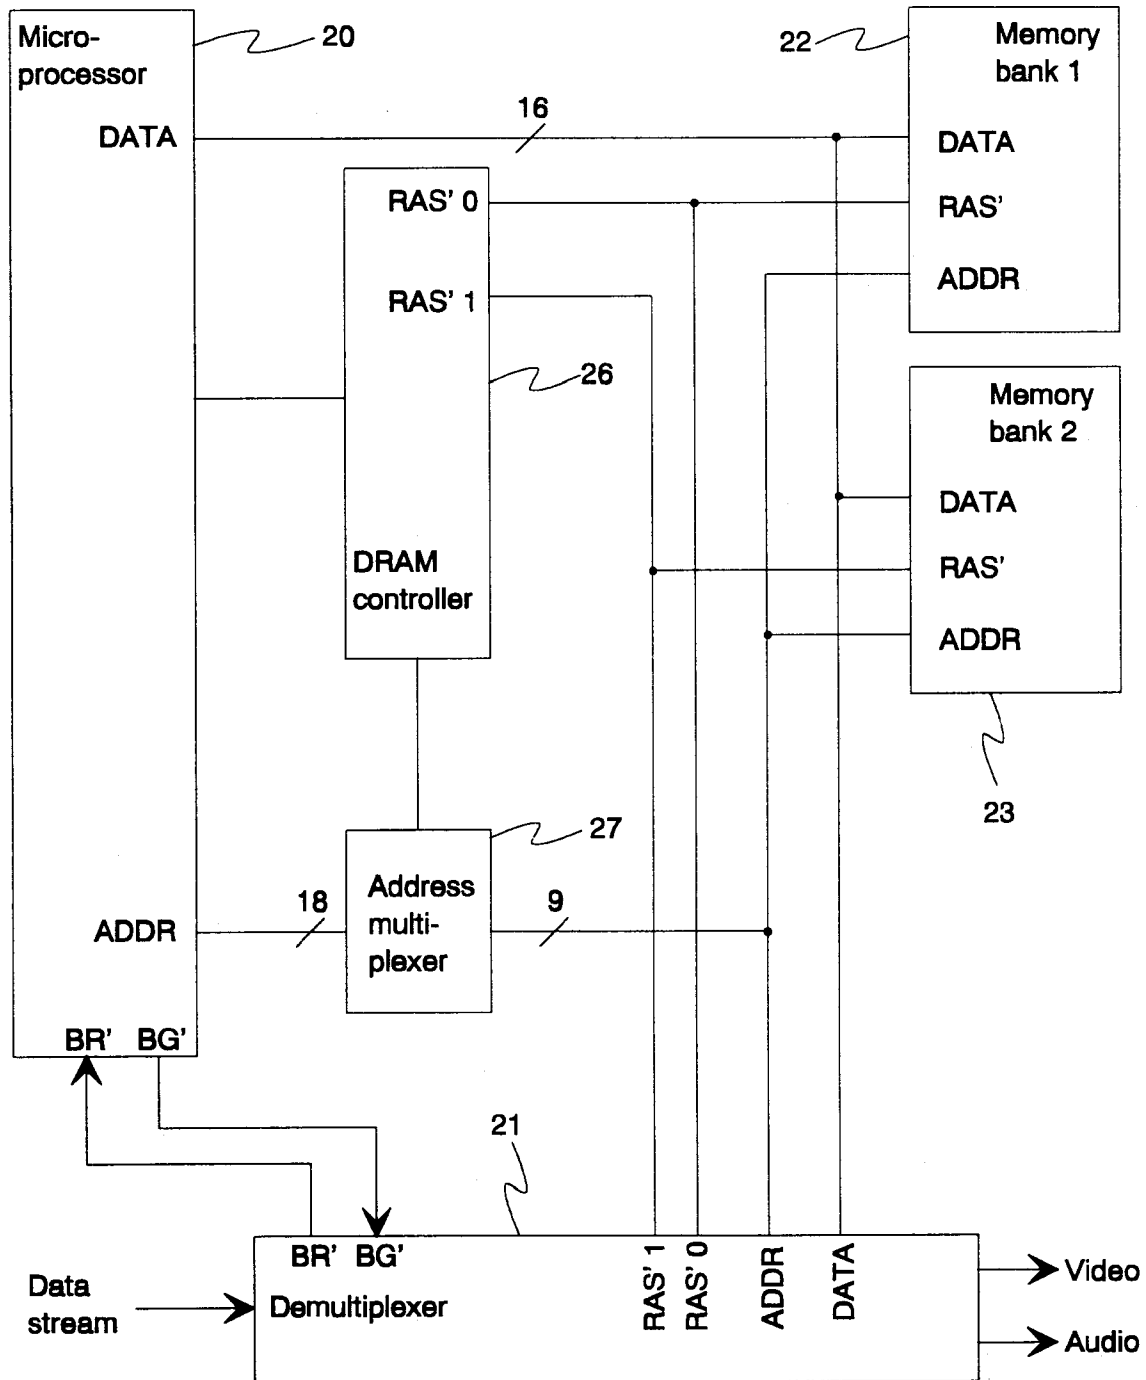 Micro-
processor
20
DATA
16
22
Memory
bank 1
DATA
RAS'
ADDR
RAS' 0
RAS' 1
26
DRAM
controller
Memory
bank 2
DATA
RAS'
ADDR
23
27
Address
multi-
plexer
18
9
ADDR
BR' BG'
21
BR' BG'
RAS' 1
RAS' 0
ADDR
DATA
Data
stream
Demultiplexer
Video
Audio